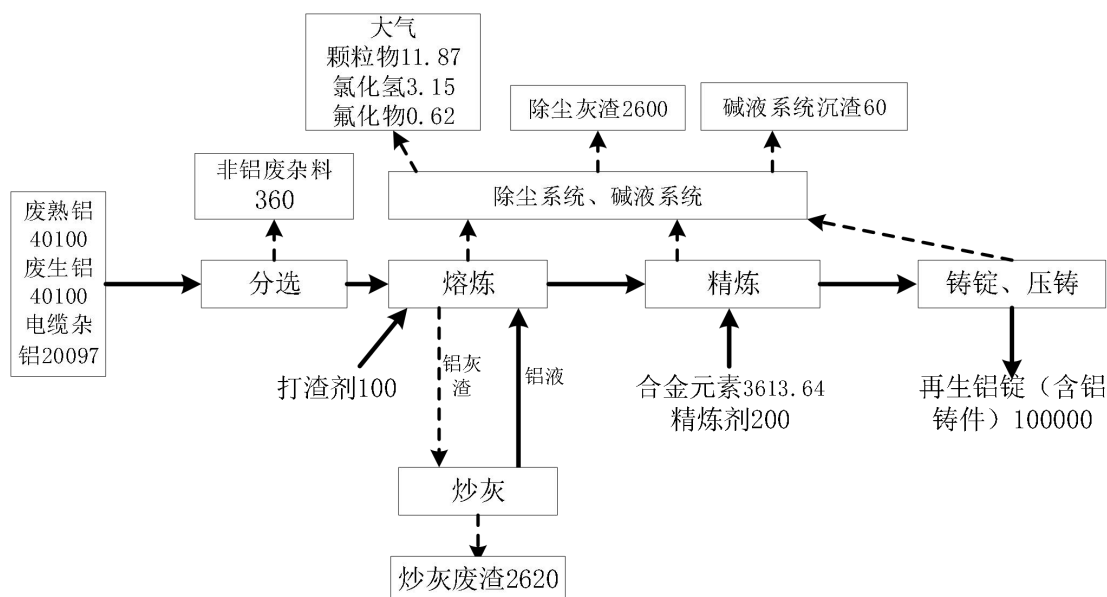 大气
颗粒物11.87
氯化氢3.15
氟化物0.62
除尘灰渣2600
碱液系统沉渣60
非铝废杂料
360
除尘系统、碱液系统
废熟铝
40100
废生铝
40100
电缆杂
铝20097
分选
熔炼
精炼
铸锭、压铸
打渣剂100
铝灰
渣
铝液
合金元素3613.64
精炼剂200
再生铝锭（含铝
铸件）100000
炒灰
炒灰废渣2620